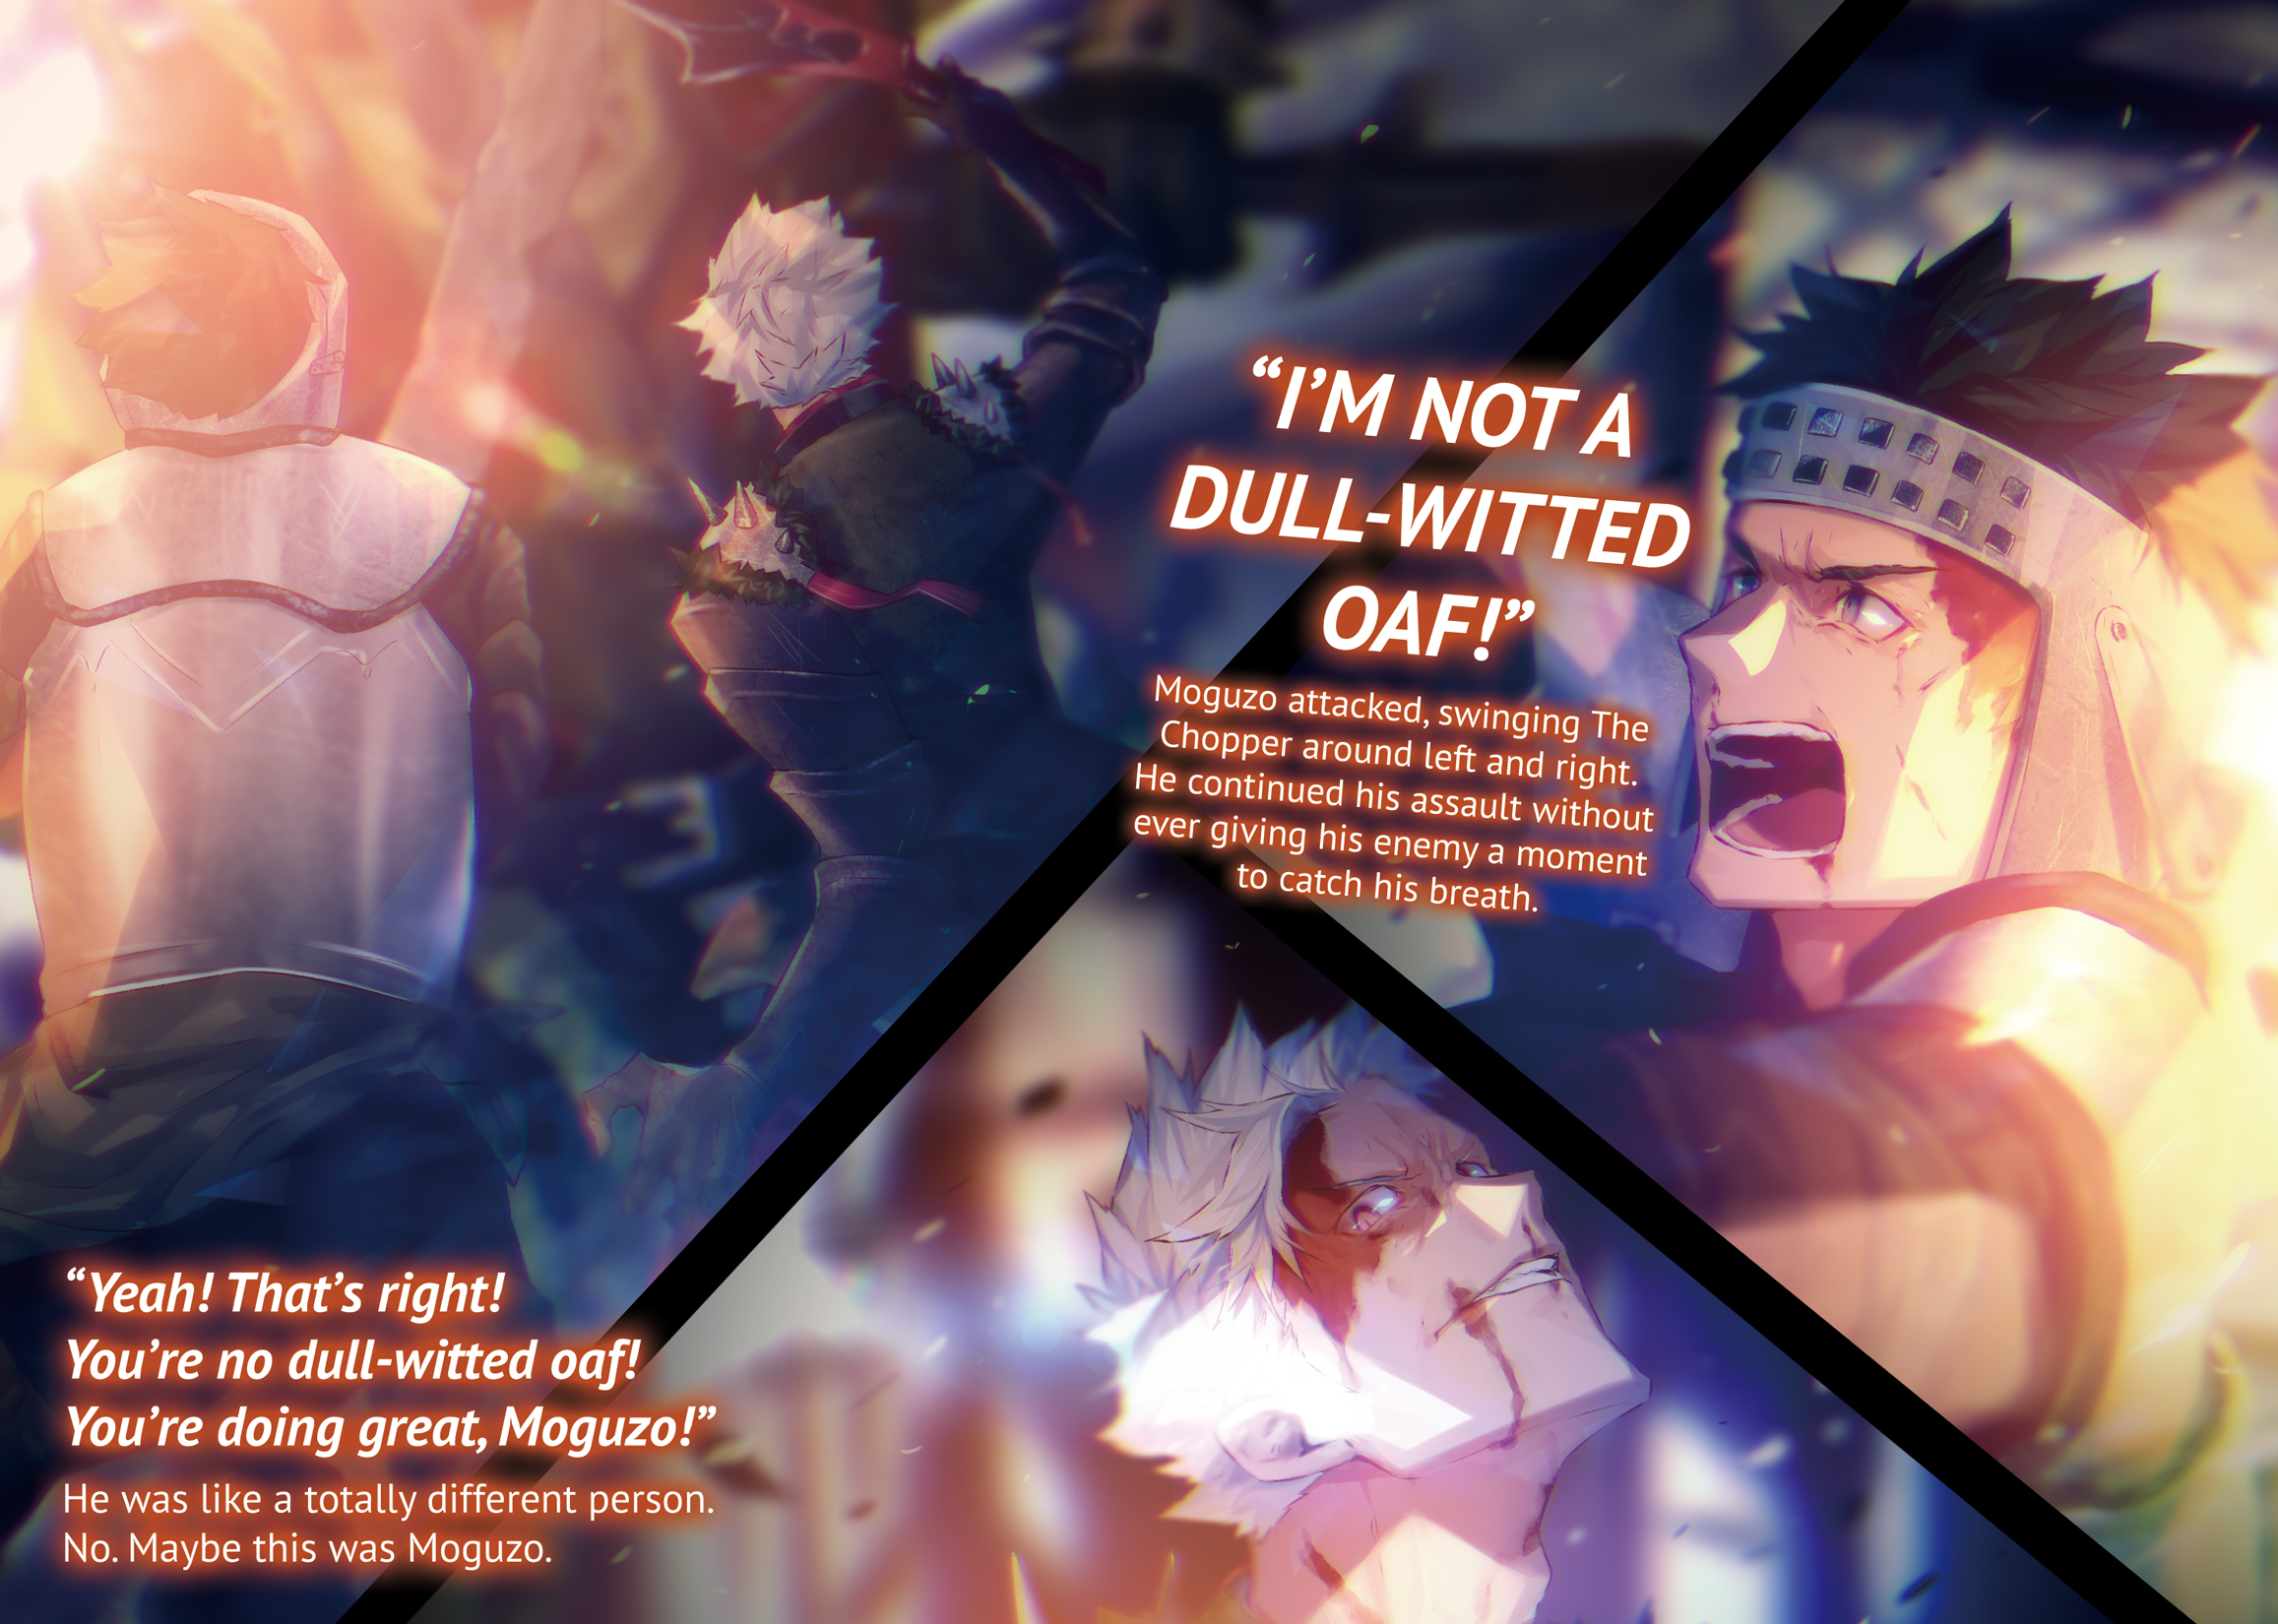 “I’M NOT A
DULL-WITTED
OAF!”
Moguzo attacked, swinging The
Chopper around left and right.
He continued his assault without
ever giving his enemy a moment
to catch his breath.
“Yeah! That’s right!
You’re no dull-witted oaf!
You’re doing great, Moguzo!”
He was like a totally different person.
No. Maybe this was Moguzo.